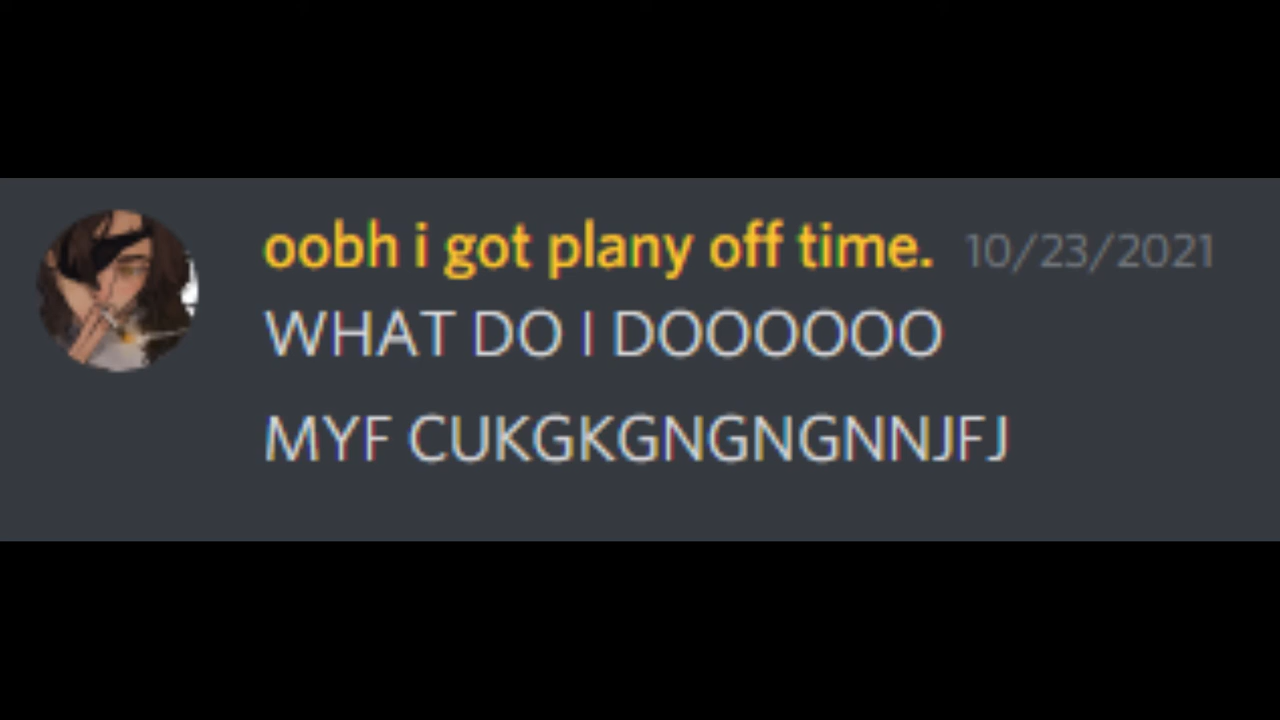 oobh i got plany off time. 10/23/2021
WHAT DO I DOOOOOO
MYF CUKGKGNGNGNNJFJ